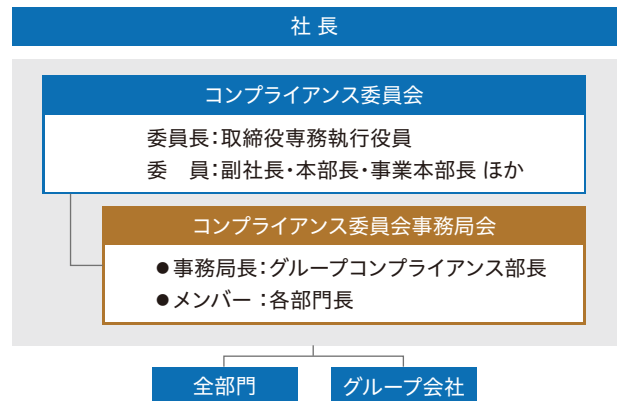 社 長
コンプライアンス委員会
委員長：取締役専務執行役員
委　員：副社長・本部長・事業本部長 ほか
コンプライアンス委員会事務局会
●事務局長：グループコンプライアンス部長
●メンバー ：各部門長
全部門
グループ会社